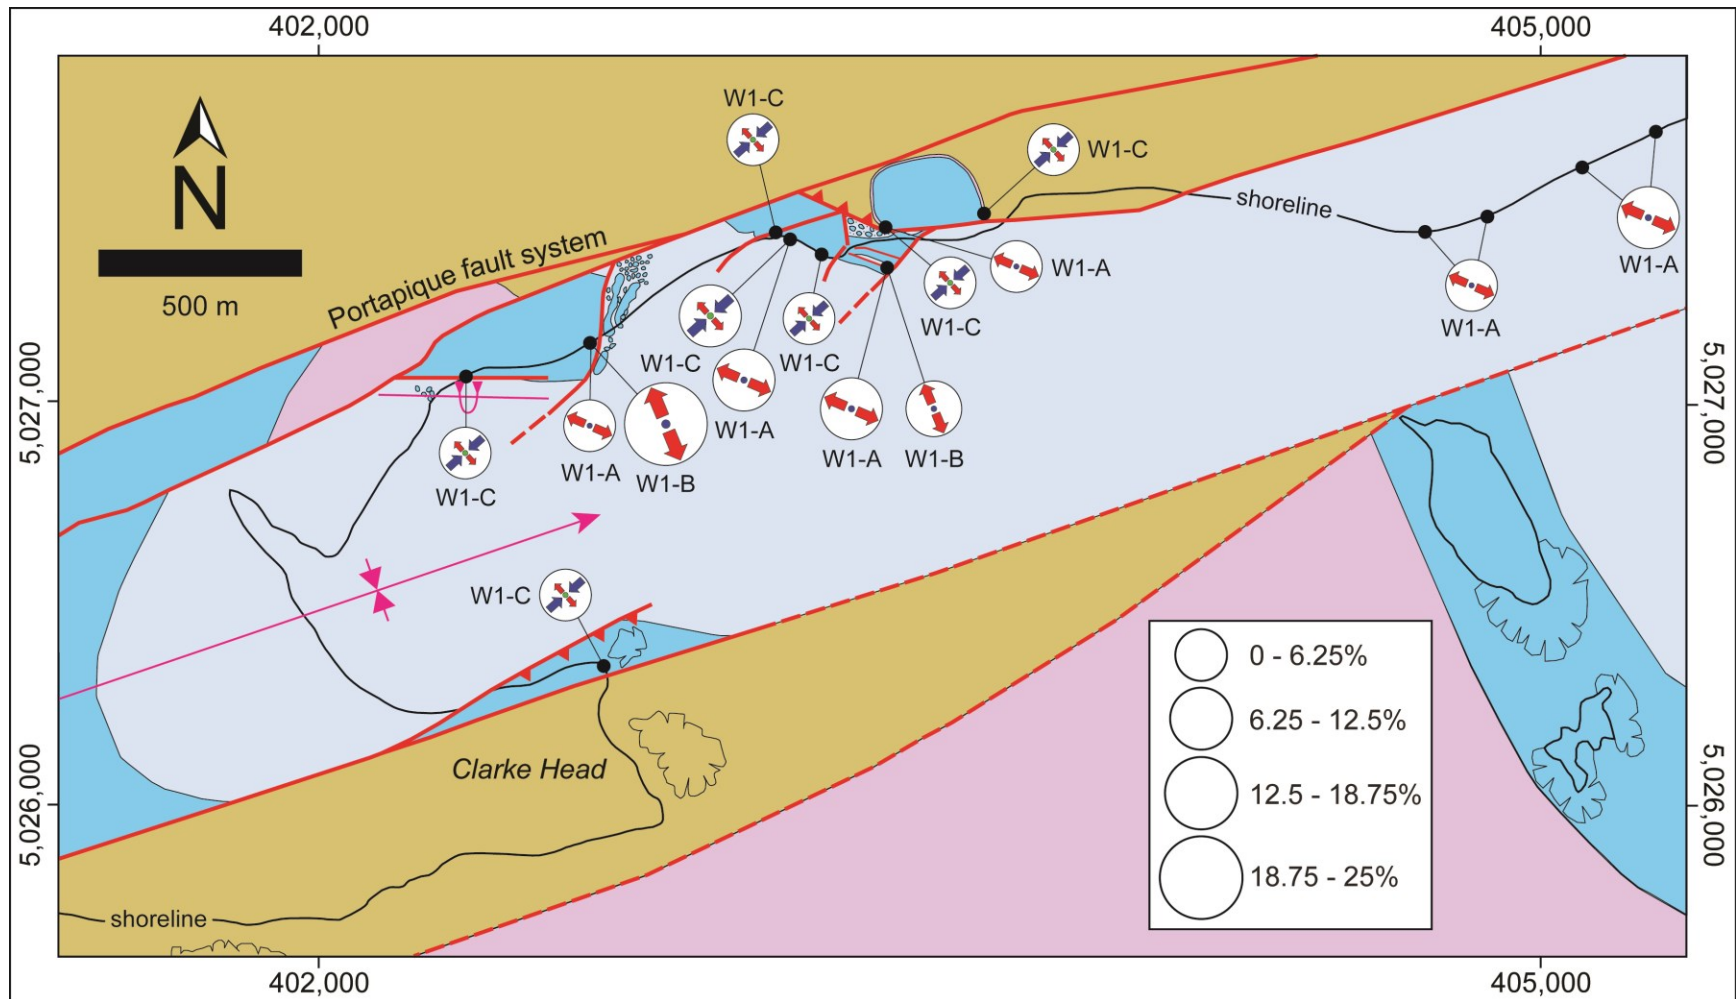 402,000
405,000
W1-C
W1-C
N
shoreline
500 m
Portapique fault system
W1-A
W1-A
W1-C
W1-A
5,027,000
5,027,000
W1-C
W1-C
W1-A
W1-A
W1-B
W1-A
W1-B
W1-C
W1-C
0 - 6.25%
6.25 - 12.5%
12.5 - 18.75%
18.75 - 25%
Clarke Head
5,026,000
5,026,000
shoreline
402,000
405,000